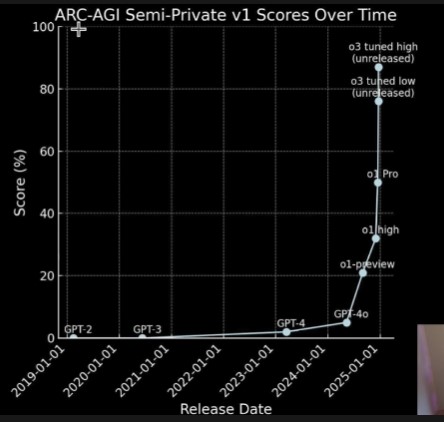 ARC-AGI Semi-Private v1 Scores Over Time
100
80
60
40
20
0
Score (%)
o3 tuned high
(unreleased)
o3 tuned low
(unreleased)
o1 Pro
o1 high
o1-preview
GPT-4o
GPT-4
GPT-3
GPT-2
2019-01-01
2020-01-01
2021-01-01
2022-01-01
2023-01-01
2024-01-01
2025-01-01
Release Date